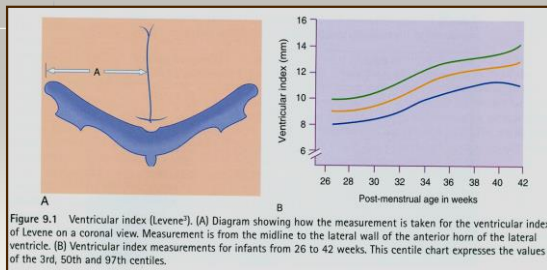 A
A
Ventricular index (mm)
16
14
12
10
8
6
26 28 30 32 34 36 38 40 42
Post-menstrual age in weeks
B
Figure 9.1 Ventricular index (Levene³). (A) Diagram showing how the measurement is taken for the ventricular index
of Levene on a coronal view. Measurement is from the midline to the lateral wall of the anterior horn of the lateral
ventricle. (B) Ventricular index measurements for infants from 26 to 42 weeks. This centile chart expresses the values
of the 3rd, 50th and 97th centiles.